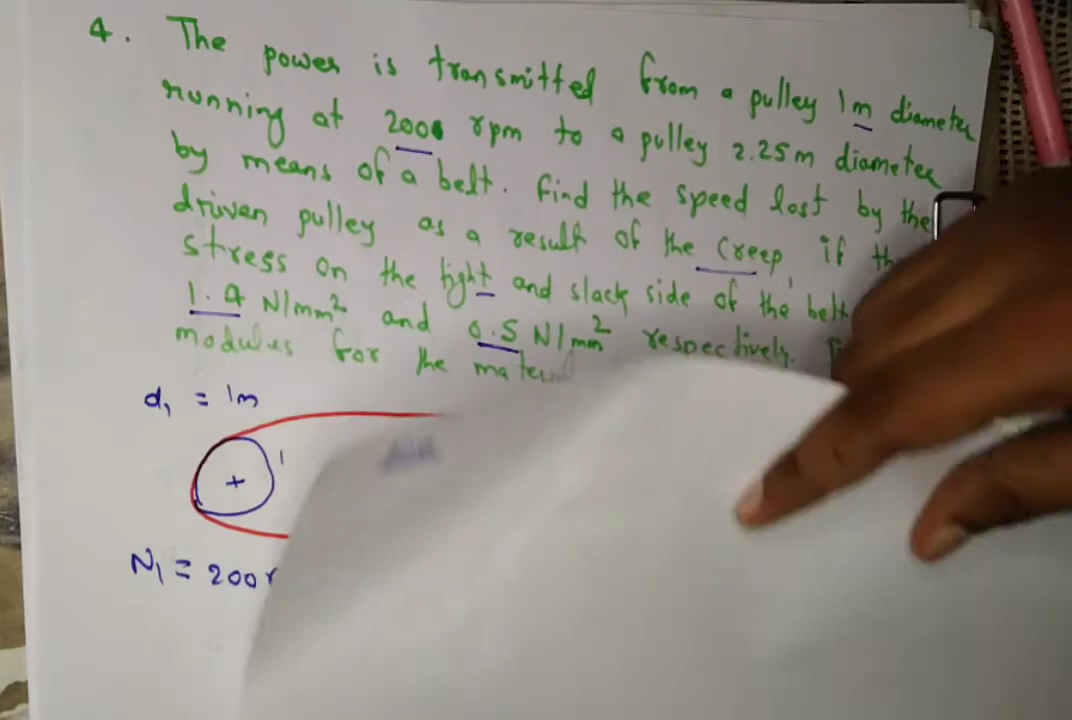 4. The power is transmitted from a pulley 1m diameter
running at 200 rpm to a pulley 2.25m diameter
by means of a belt. find the speed lost by the
driven pulley as a result of the creep, if
stress on the tight and slack side of the belt
1.4 N/mm² and 0.5 N/mm² respectively.
modulus for the
d₁ = 1m
1
+
N₁ = 200